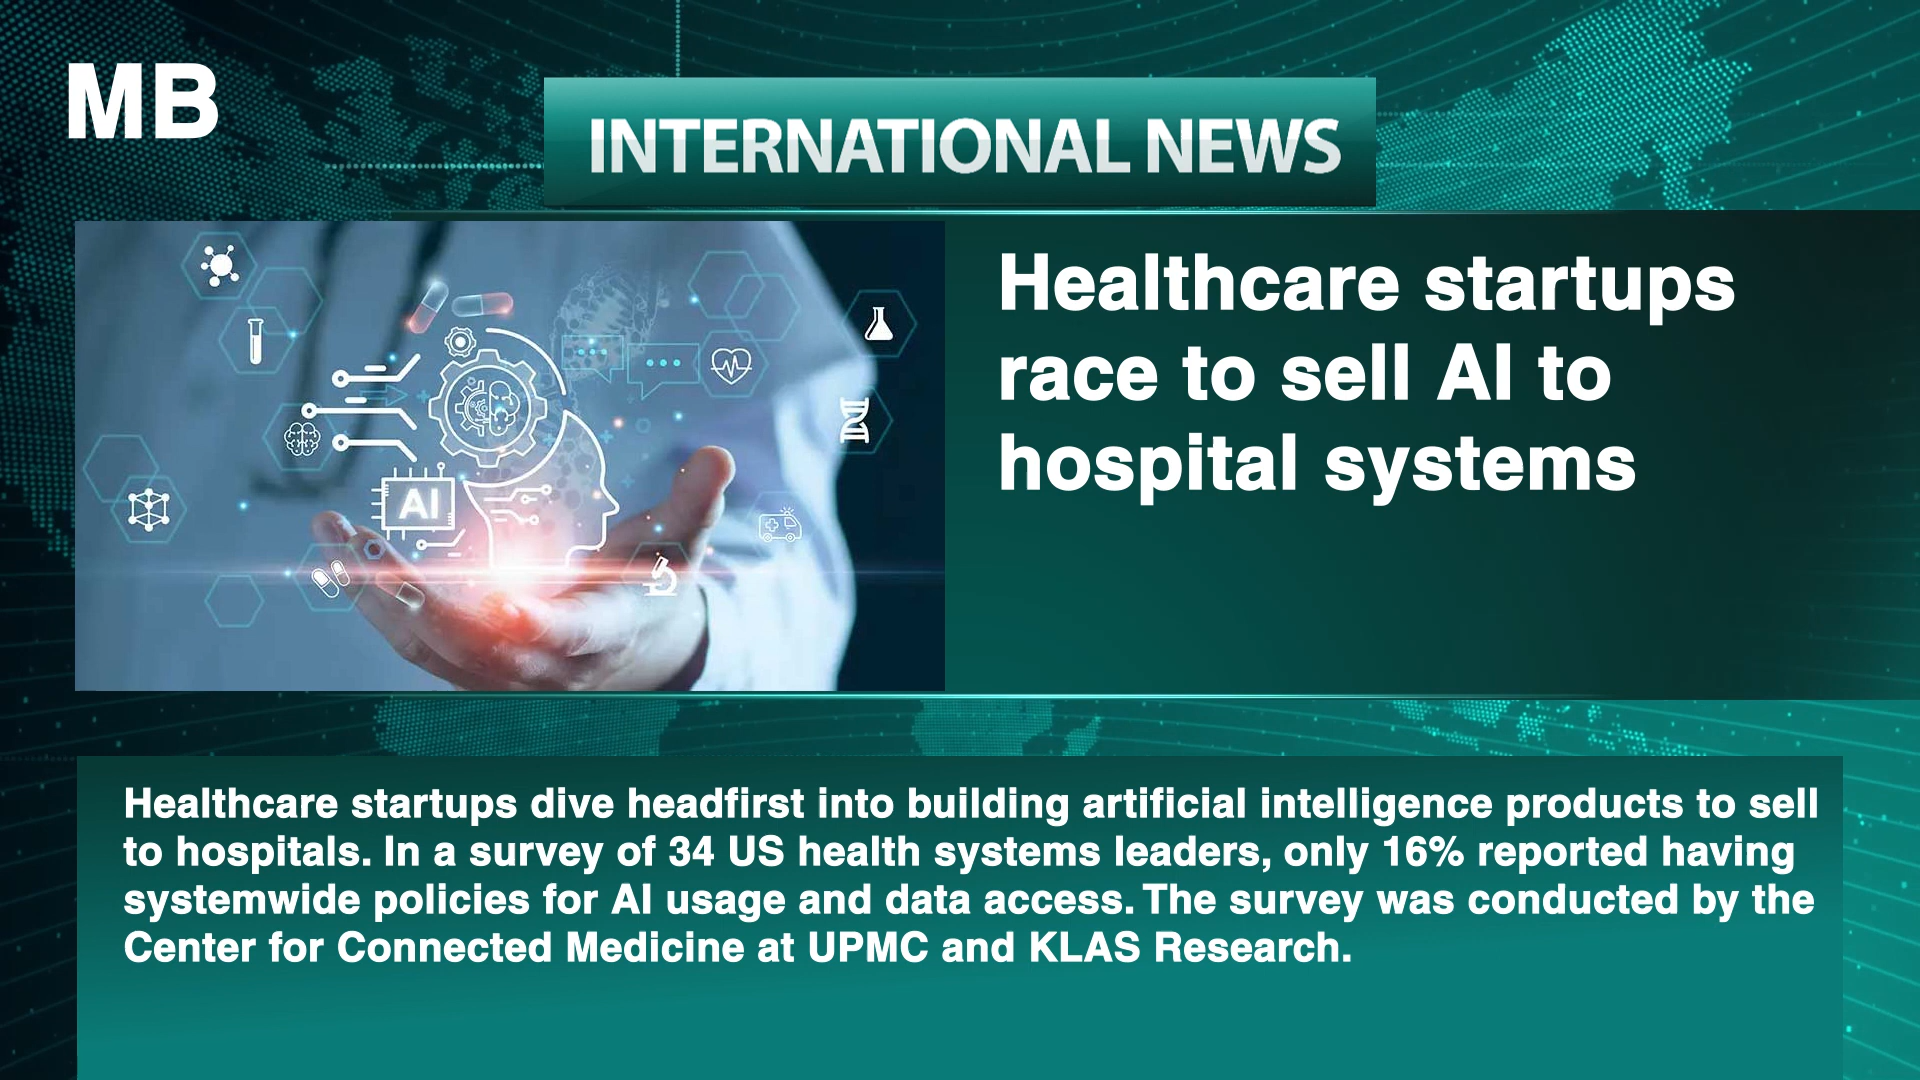 MB
INTERNATIONAL NEWS
AI
Healthcare startups
race to sell AI to
hospital systems
Healthcare startups dive headfirst into building artificial intelligence products to sell
to hospitals. In a survey of 34 US health systems leaders, only 16% reported having
systemwide policies for AI usage and data access. The survey was conducted by the
Center for Connected Medicine at UPMC and KLAS Research.